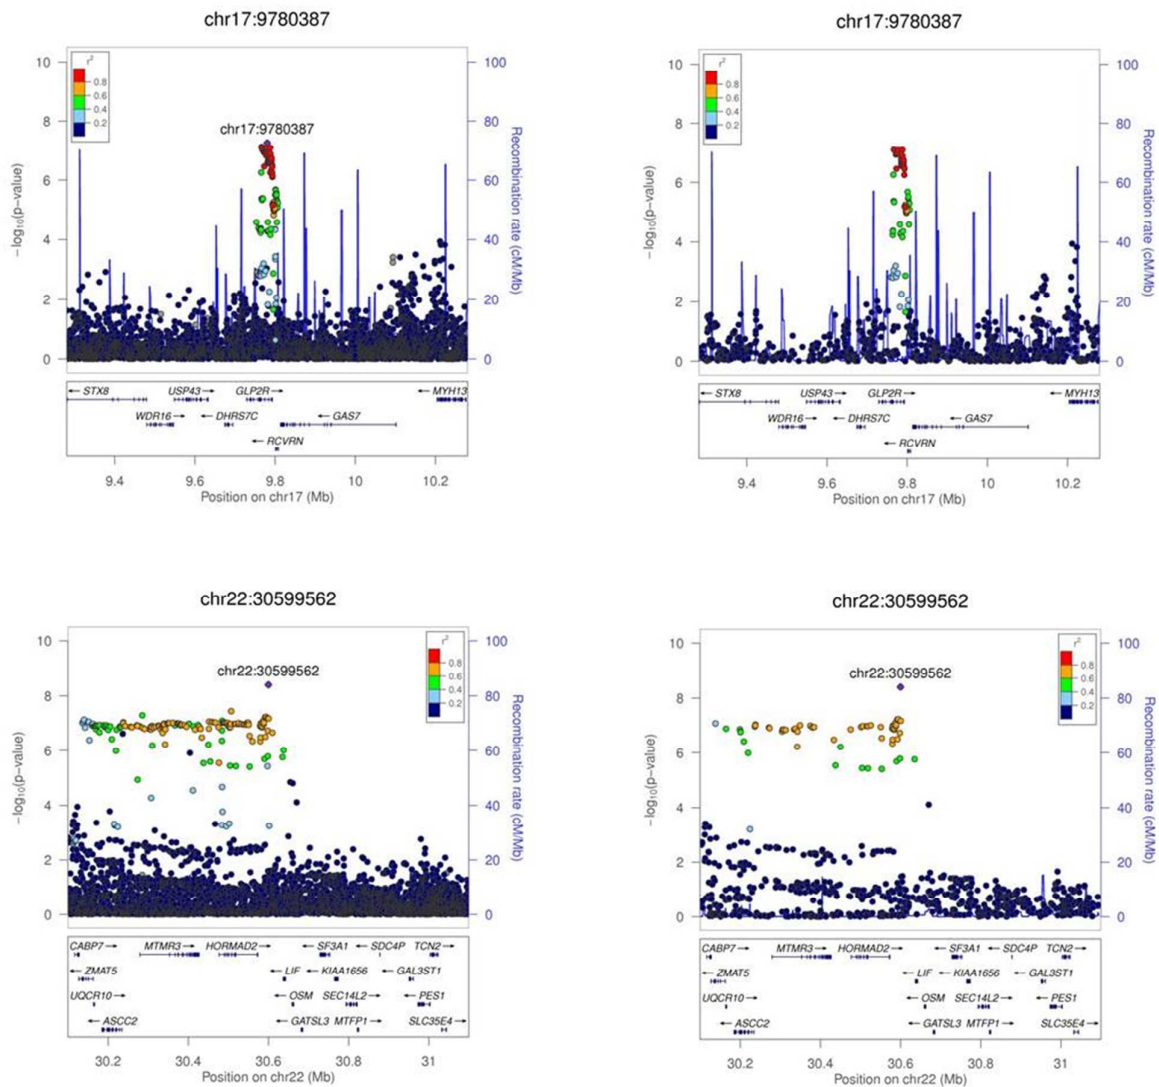 chr17:9780387
10
8
6
4
2
0
−log10(p−value)
r2
0.8
0.6
0.4
0.2
chr17:9780387
100
80
60
40
20
0
Recombination rate (cM/Mb)
← STX8
USP43 →
GLP2R →
← MYH13
WDR16 →
← DHRS7C
← GAS7
← RCVRN
9.4
9.6
9.8
10
10.2
Position on chr17 (Mb)
chr17:9780387
10
8
6
4
2
0
−log10(p−value)
r2
0.8
0.6
0.4
0.2
100
80
60
40
20
0
Recombination rate (cM/Mb)
← STX8
USP43 →
GLP2R →
← MYH13
WDR16 →
← DHRS7C
← GAS7
← RCVRN
9.4
9.6
9.8
10
10.2
Position on chr17 (Mb)
chr22:30599562
10
8
6
4
2
0
−log10(p−value)
r2
0.8
0.6
0.4
0.2
chr22:30599562
100
80
60
40
20
0
Recombination rate (cM/Mb)
CABP7 →
MTMR3 →
HORMAD2 →
← SF3A1
← SDC4P
TCN2 →
← ZMAT5
← LIF
← KIAA1656
← GAL3ST1
UQCR10 →
← OSM
SEC14L2 →
← PES1
← ASCC2
← GATSL3
MTFP1 →
SLC35E4 →
30.2
30.4
30.6
30.8
31
Position on chr22 (Mb)
chr22:30599562
10
8
6
4
2
0
−log10(p−value)
r2
0.8
0.6
0.4
0.2
chr22:30599562
100
80
60
40
20
0
Recombination rate (cM/Mb)
CABP7 →
MTMR3 →
HORMAD2 →
← SF3A1
← SDC4P
TCN2 →
← ZMAT5
← LIF
← KIAA1656
← GAL3ST1
UQCR10 →
← OSM
SEC14L2 →
← PES1
← ASCC2
← GATSL3
MTFP1 →
SLC35E4 →
30.2
30.4
30.6
30.8
31
Position on chr22 (Mb)